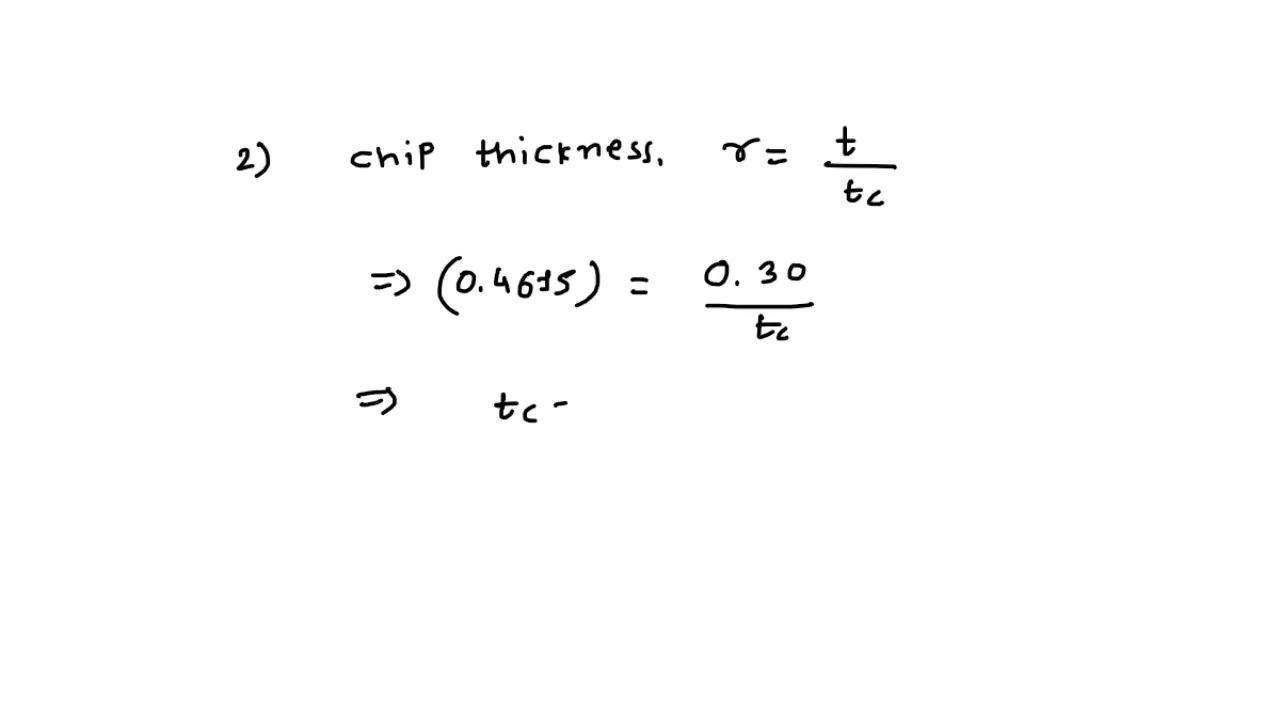 2) chip thickness. r = t / tc
=> (0.4615) = 0.30 / tc
=> tc -